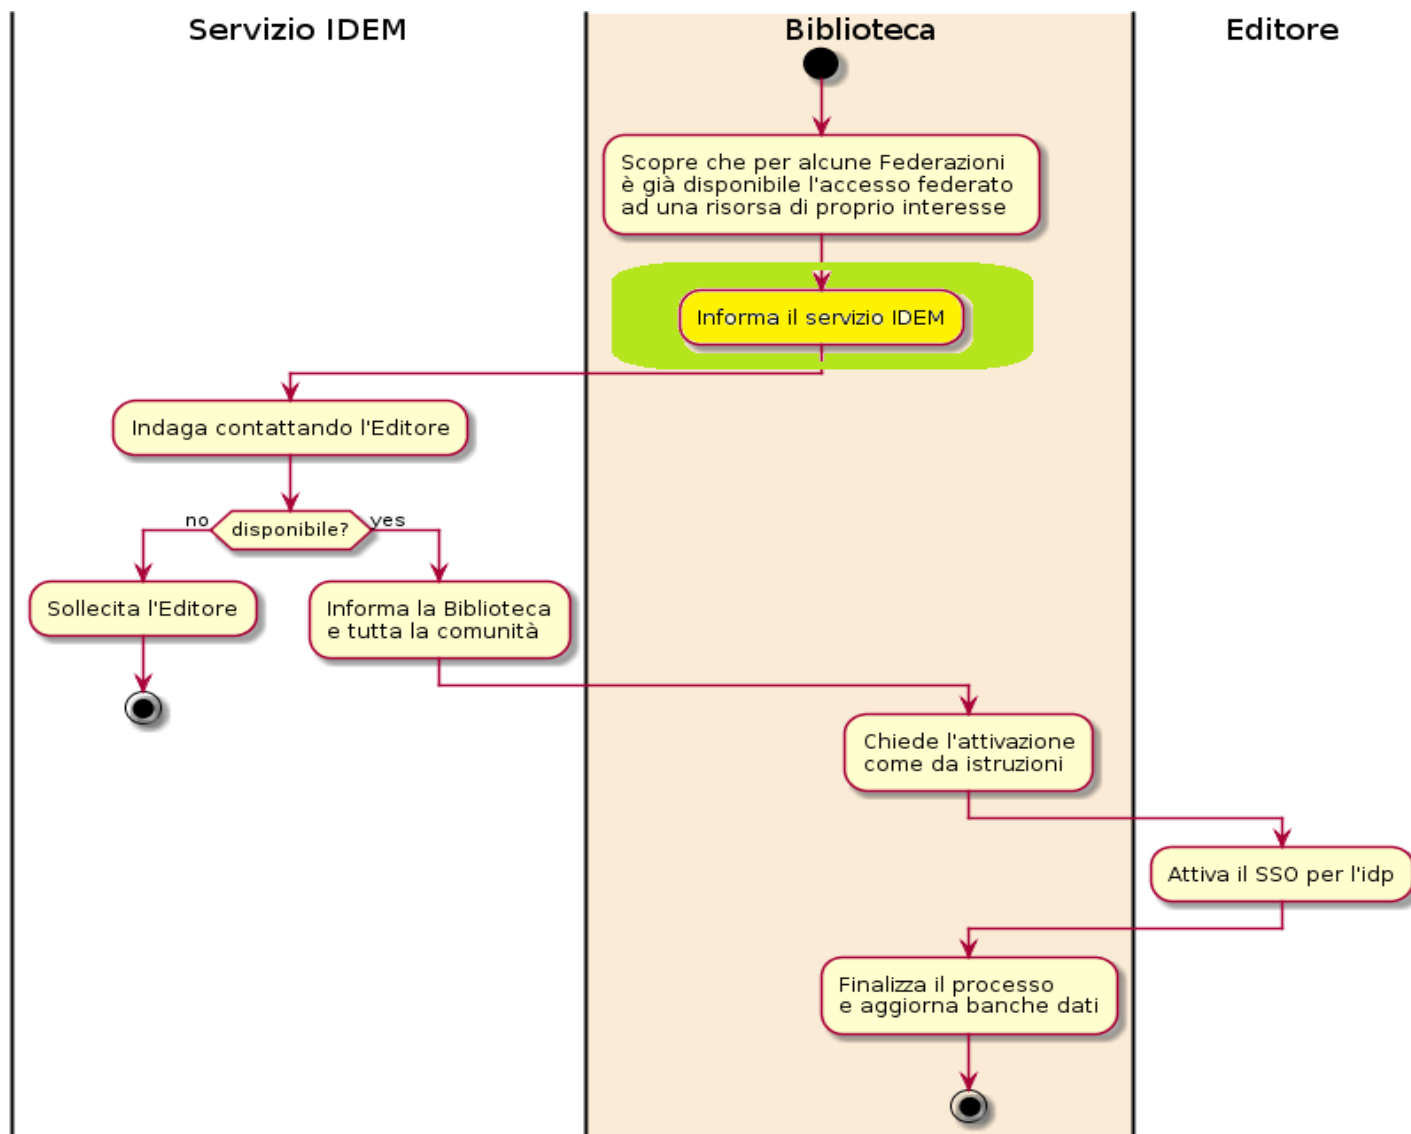 Servizio IDEM
Biblioteca
Editore
Scopre che per alcune Federazioni
è già disponibile l'accesso federato
ad una risorsa di proprio interesse
Informa il servizio IDEM
Indaga contattando l'Editore
no
disponibile?
yes
Sollecita l'Editore
Informa la Biblioteca
e tutta la comunità
Chiede l'attivazione
come da istruzioni
Attiva il SSO per l'idp
Finalizza il processo
e aggiorna banche dati